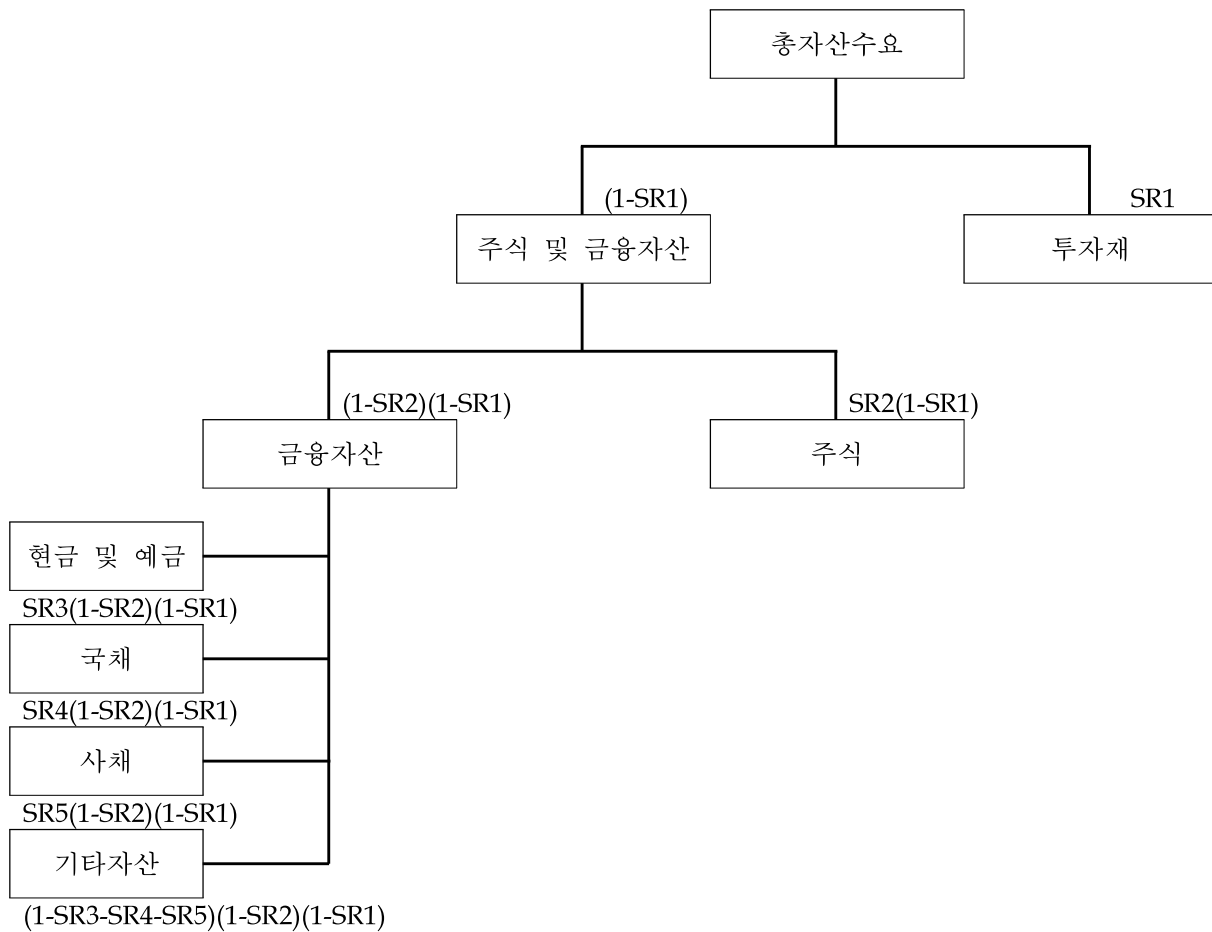 총자산수요
(1-SR1)
SR1
주식 및 금융자산
투자재
(1-SR2)(1-SR1)
SR2(1-SR1)
금융자산
주식
현금 및 예금
SR3(1-SR2)(1-SR1)
국채
SR4(1-SR2)(1-SR1)
사채
SR5(1-SR2)(1-SR1)
기타자산
(1-SR3-SR4-SR5)(1-SR2)(1-SR1)